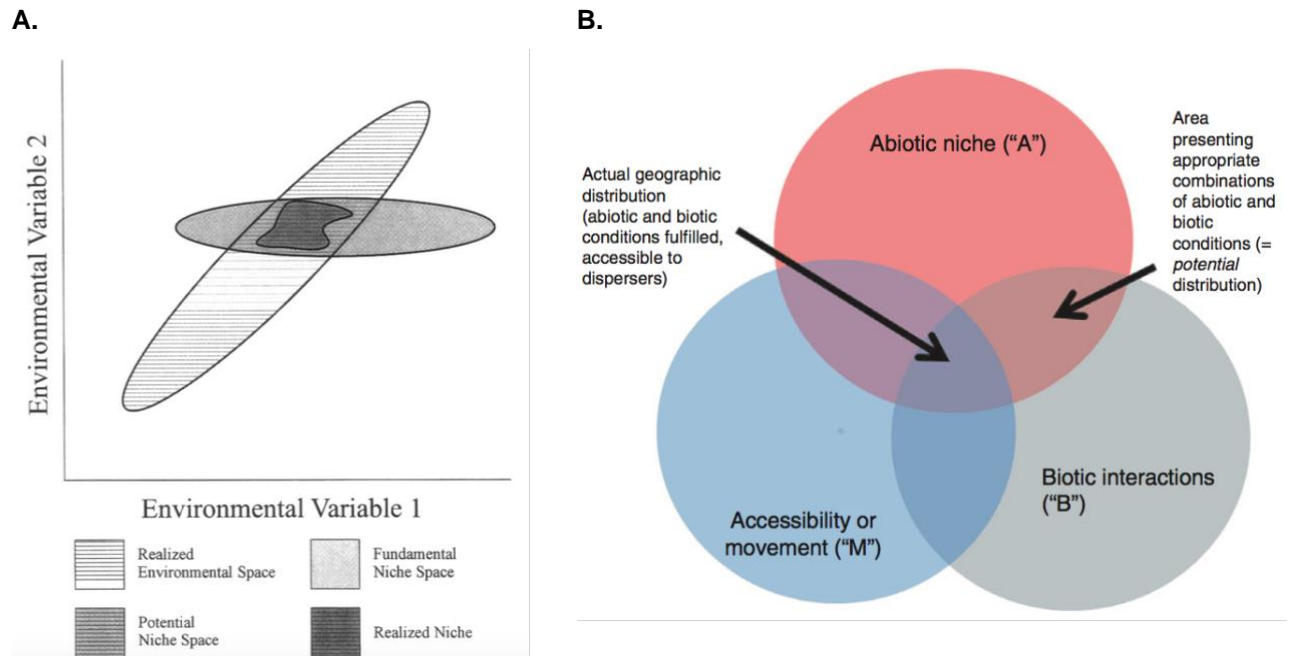 A.
Environmental Variable 2
Environmental Variable 1
Realized
Environmental Space
Fundamental
Niche Space
Potential
Niche Space
Realized Niche
B.
Abiotic niche (“A”)
Actual geographic
distribution
(abiotic and biotic
conditions fulfilled,
accessible to
dispersers)
Area
presenting
appropriate
combinations
of abiotic and
biotic
conditions (=
potential
distribution)
Biotic interactions
(“B”)
Accessibility or
movement (“M”)